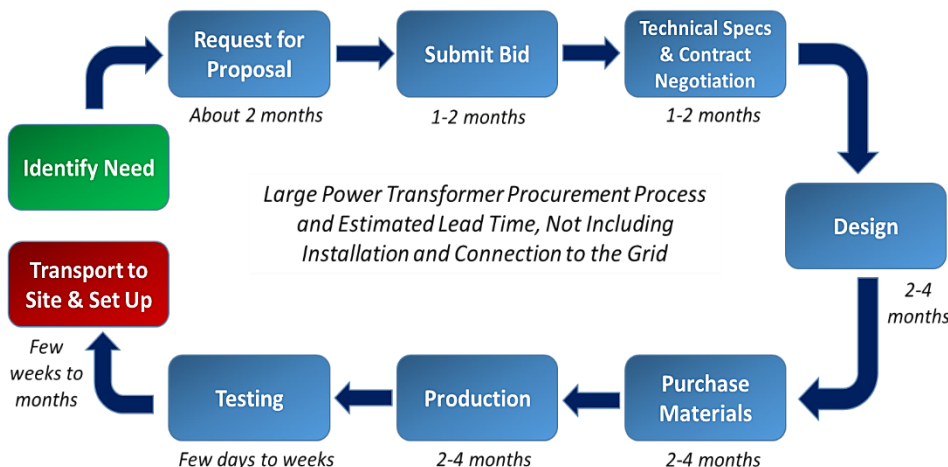 Request for
Proposal
About 2 months
Submit Bid
1-2 months
Technical Specs
& Contract
Negotiation
1-2 months
Identify Need
Large Power Transformer Procurement Process
and Estimated Lead Time, Not Including
Installation and Connection to the Grid
Design
2-4
months
Purchase
Materials
2-4 months
Production
2-4 months
Testing
Few days to weeks
Transport to
Site & Set Up
Few
weeks to
months